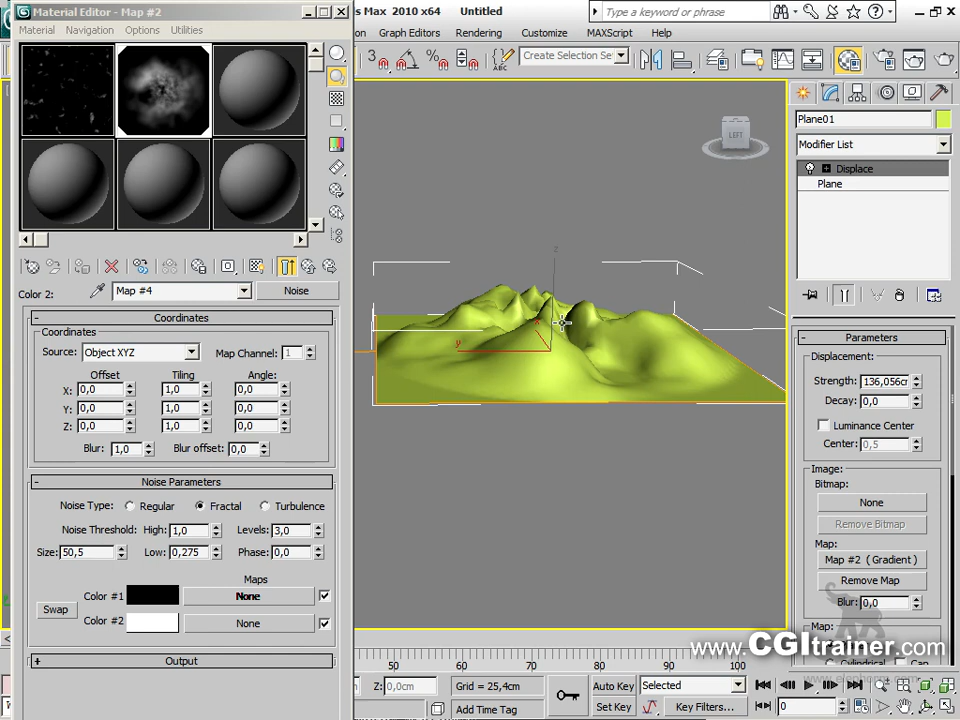 Material Editor - Map #2
s Max 2010 x64 Untitled
Type a keyword or phrase
Material Navigation Options Utilities
Graph Editors Rendering Customize MAXScript Help
Create Selection Se
LEFT
Plane01
Modifier List
Displace
Plane
Color 2: Map #4 Noise
Coordinates
Coordinates
Source: Object XYZ Map Channel: 1
Offset Tiling Angle:
X: 0,0 1,0 0,0
Y: 0,0 1,0 0,0
Z: 0,0 1,0 0,0
Blur: 1,0 Blur offset: 0,0
Noise Parameters
Noise Type: Regular Fractal Turbulence
Noise Threshold: High: 1,0 Levels: 3,0
Size: 50,5 Low: 0,275 Phase: 0,0
Maps
Color #1 None
Swap
Color #2 None
Output
z
x
y
Parameters
Displacement:
Strength: 136,056cr
Decay: 0,0
Luminance Center
Center: 0,5
Image:
Bitmap:
None
Remove Bitmap
Map:
Map #2 ( Gradient )
Remove Map
Blur: 0,0
Map:
Cylindrical Cap
www.CGItrainer.com
50 60 70 80 90 100
Z: 0,0cm Grid = 25,4cm Auto Key Selected
Add Time Tag Set Key Key Filters... 0